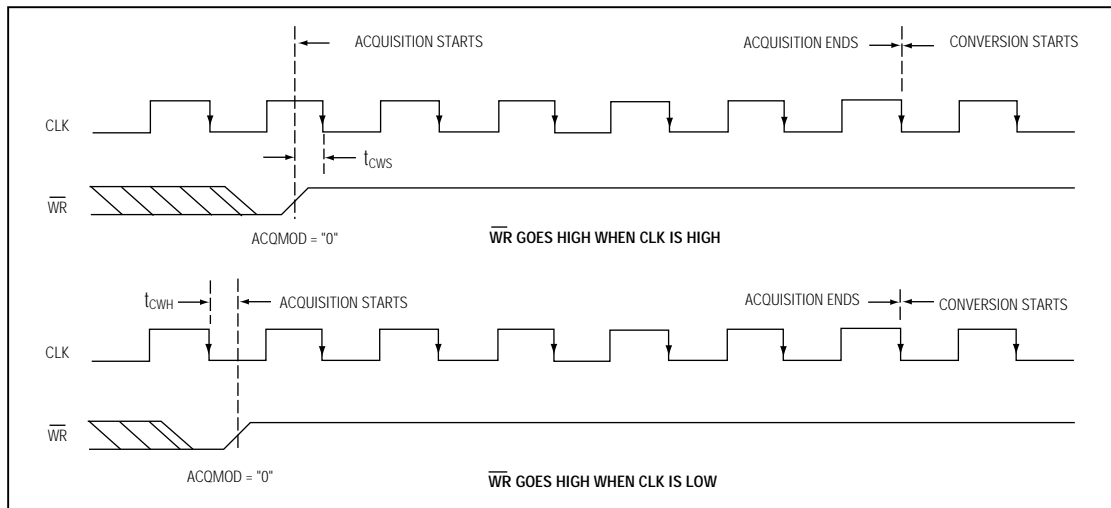 ACQUISITION STARTS
ACQUISITION ENDS
CONVERSION STARTS
CLK
tCWS
WR
ACQMOD = "0"
WR GOES HIGH WHEN CLK IS HIGH
tCWH
ACQUISITION STARTS
ACQUISITION ENDS
CONVERSION STARTS
CLK
WR
ACQMOD = "0"
WR GOES HIGH WHEN CLK IS LOW